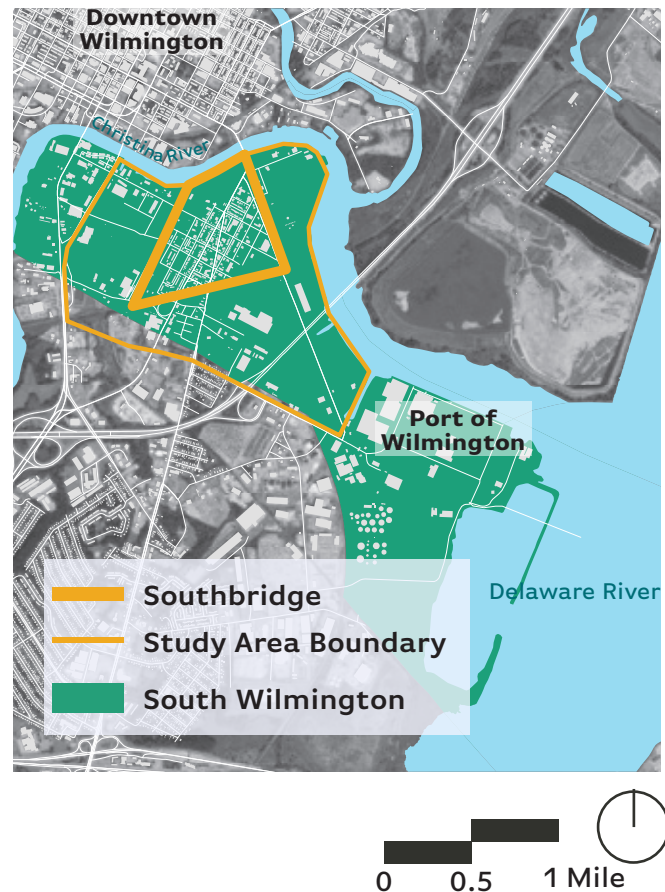 Downtown
Wilmington
Christina River
Port of
Wilmington
Delaware River
Southbridge
Study Area Boundary
South Wilmington
0 0.5 1 Mile